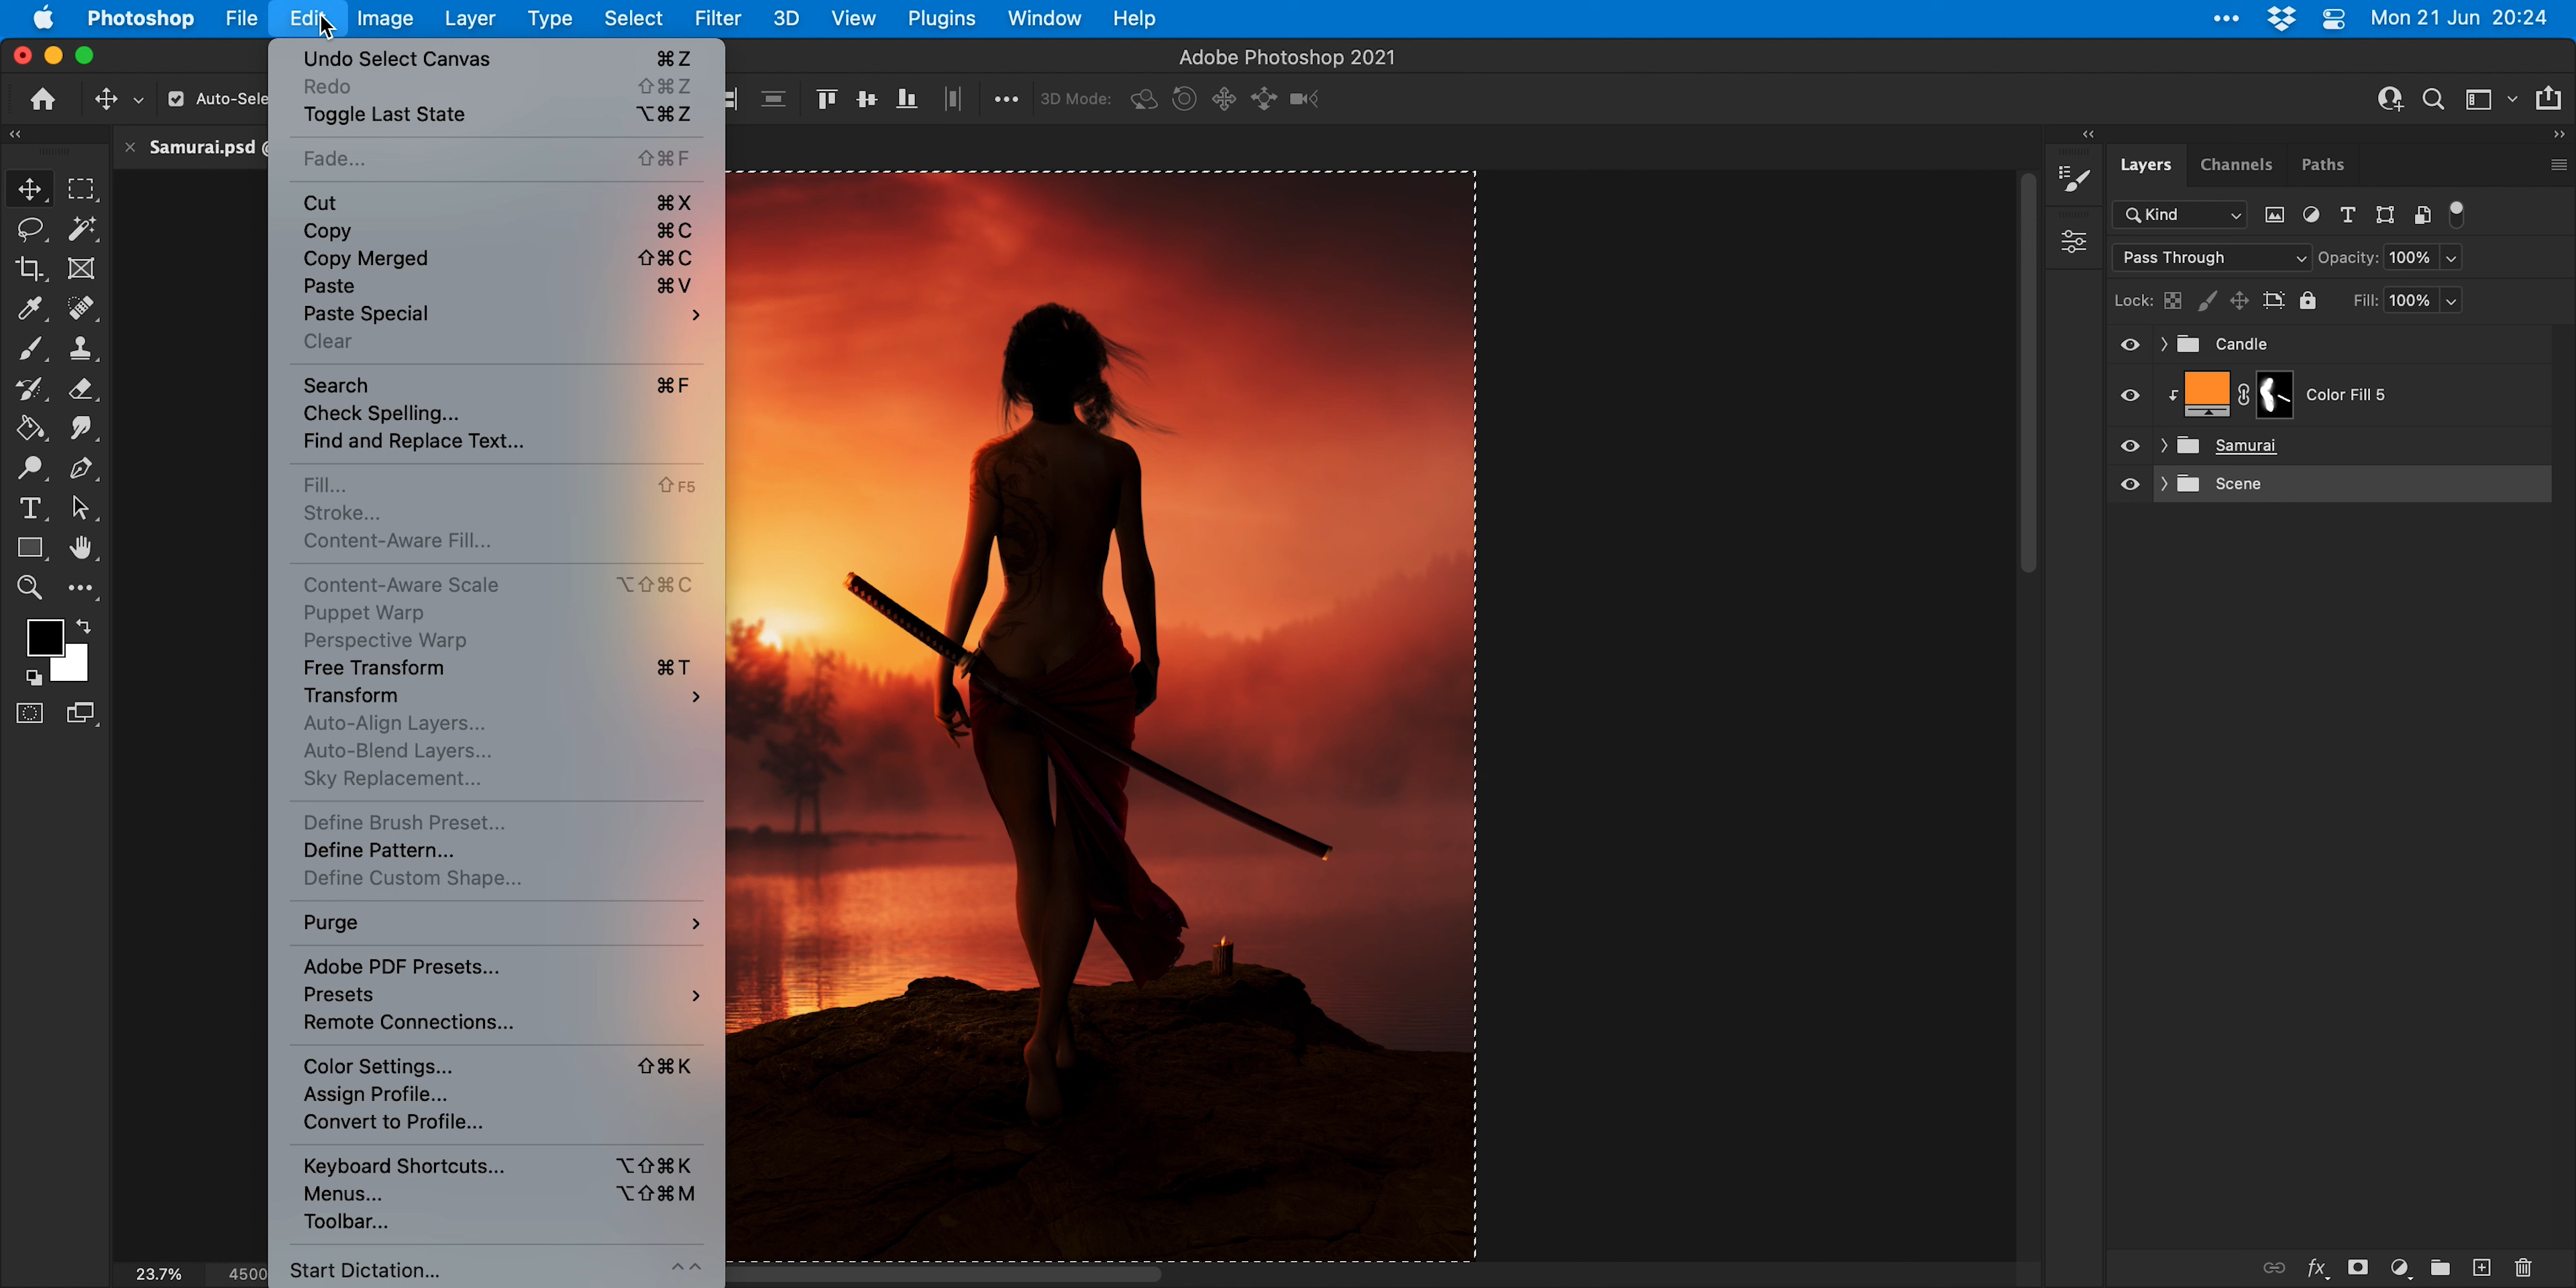 Photoshop File Edit Image Layer Type Select Filter 3D View Plugins Window Help Mon 21 Jun 20:24
Adobe Photoshop 2021
Auto-Sele 3D Mode:
Samurai.psd @
Undo Select Canvas ⌘Z
Redo ⇧⌘Z
Toggle Last State ⌥⌘Z
Fade... ⇧⌘F
Cut ⌘X
Copy ⌘C
Copy Merged ⇧⌘C
Paste ⌘V
Paste Special
Clear
Search ⌘F
Check Spelling...
Find and Replace Text...
Fill... ⇧F5
Stroke...
Content-Aware Fill...
Content-Aware Scale ⌥⇧⌘C
Puppet Warp
Perspective Warp
Free Transform ⌘T
Transform
Auto-Align Layers...
Auto-Blend Layers...
Sky Replacement...
Define Brush Preset...
Define Pattern...
Define Custom Shape...
Purge
Adobe PDF Presets...
Presets
Remote Connections...
Color Settings... ⇧⌘K
Assign Profile...
Convert to Profile...
Keyboard Shortcuts... ⌥⇧⌘K
Menus... ⌥⇧⌘M
Toolbar...
Start Dictation...
23.7% 4500
Layers Channels Paths
Kind
Pass Through Opacity: 100%
Lock: Fill: 100%
Candle
Color Fill 5
Samurai
Scene
fx